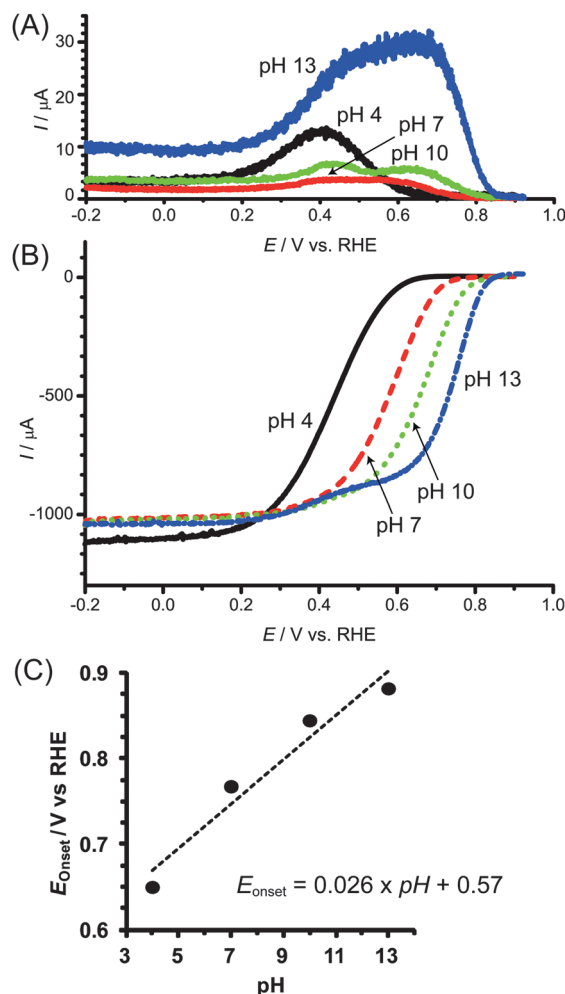 (A)
30
20
10
0
I / μA
pH 13
pH 4
pH 7
pH 10
-0.2 0.0 0.2 0.4 0.6 0.8 1.0
E / V vs. RHE
(B)
0
-500
-1000
I / μA
pH 4
pH 13
pH 10
pH 7
-0.2 0.0 0.2 0.4 0.6 0.8 1.0
E / V vs. RHE
(C)
0.9
0.8
0.7
0.6
EOnset / V vs RHE
Eonset = 0.026 x pH + 0.57
3 5 7 9 11 13
pH